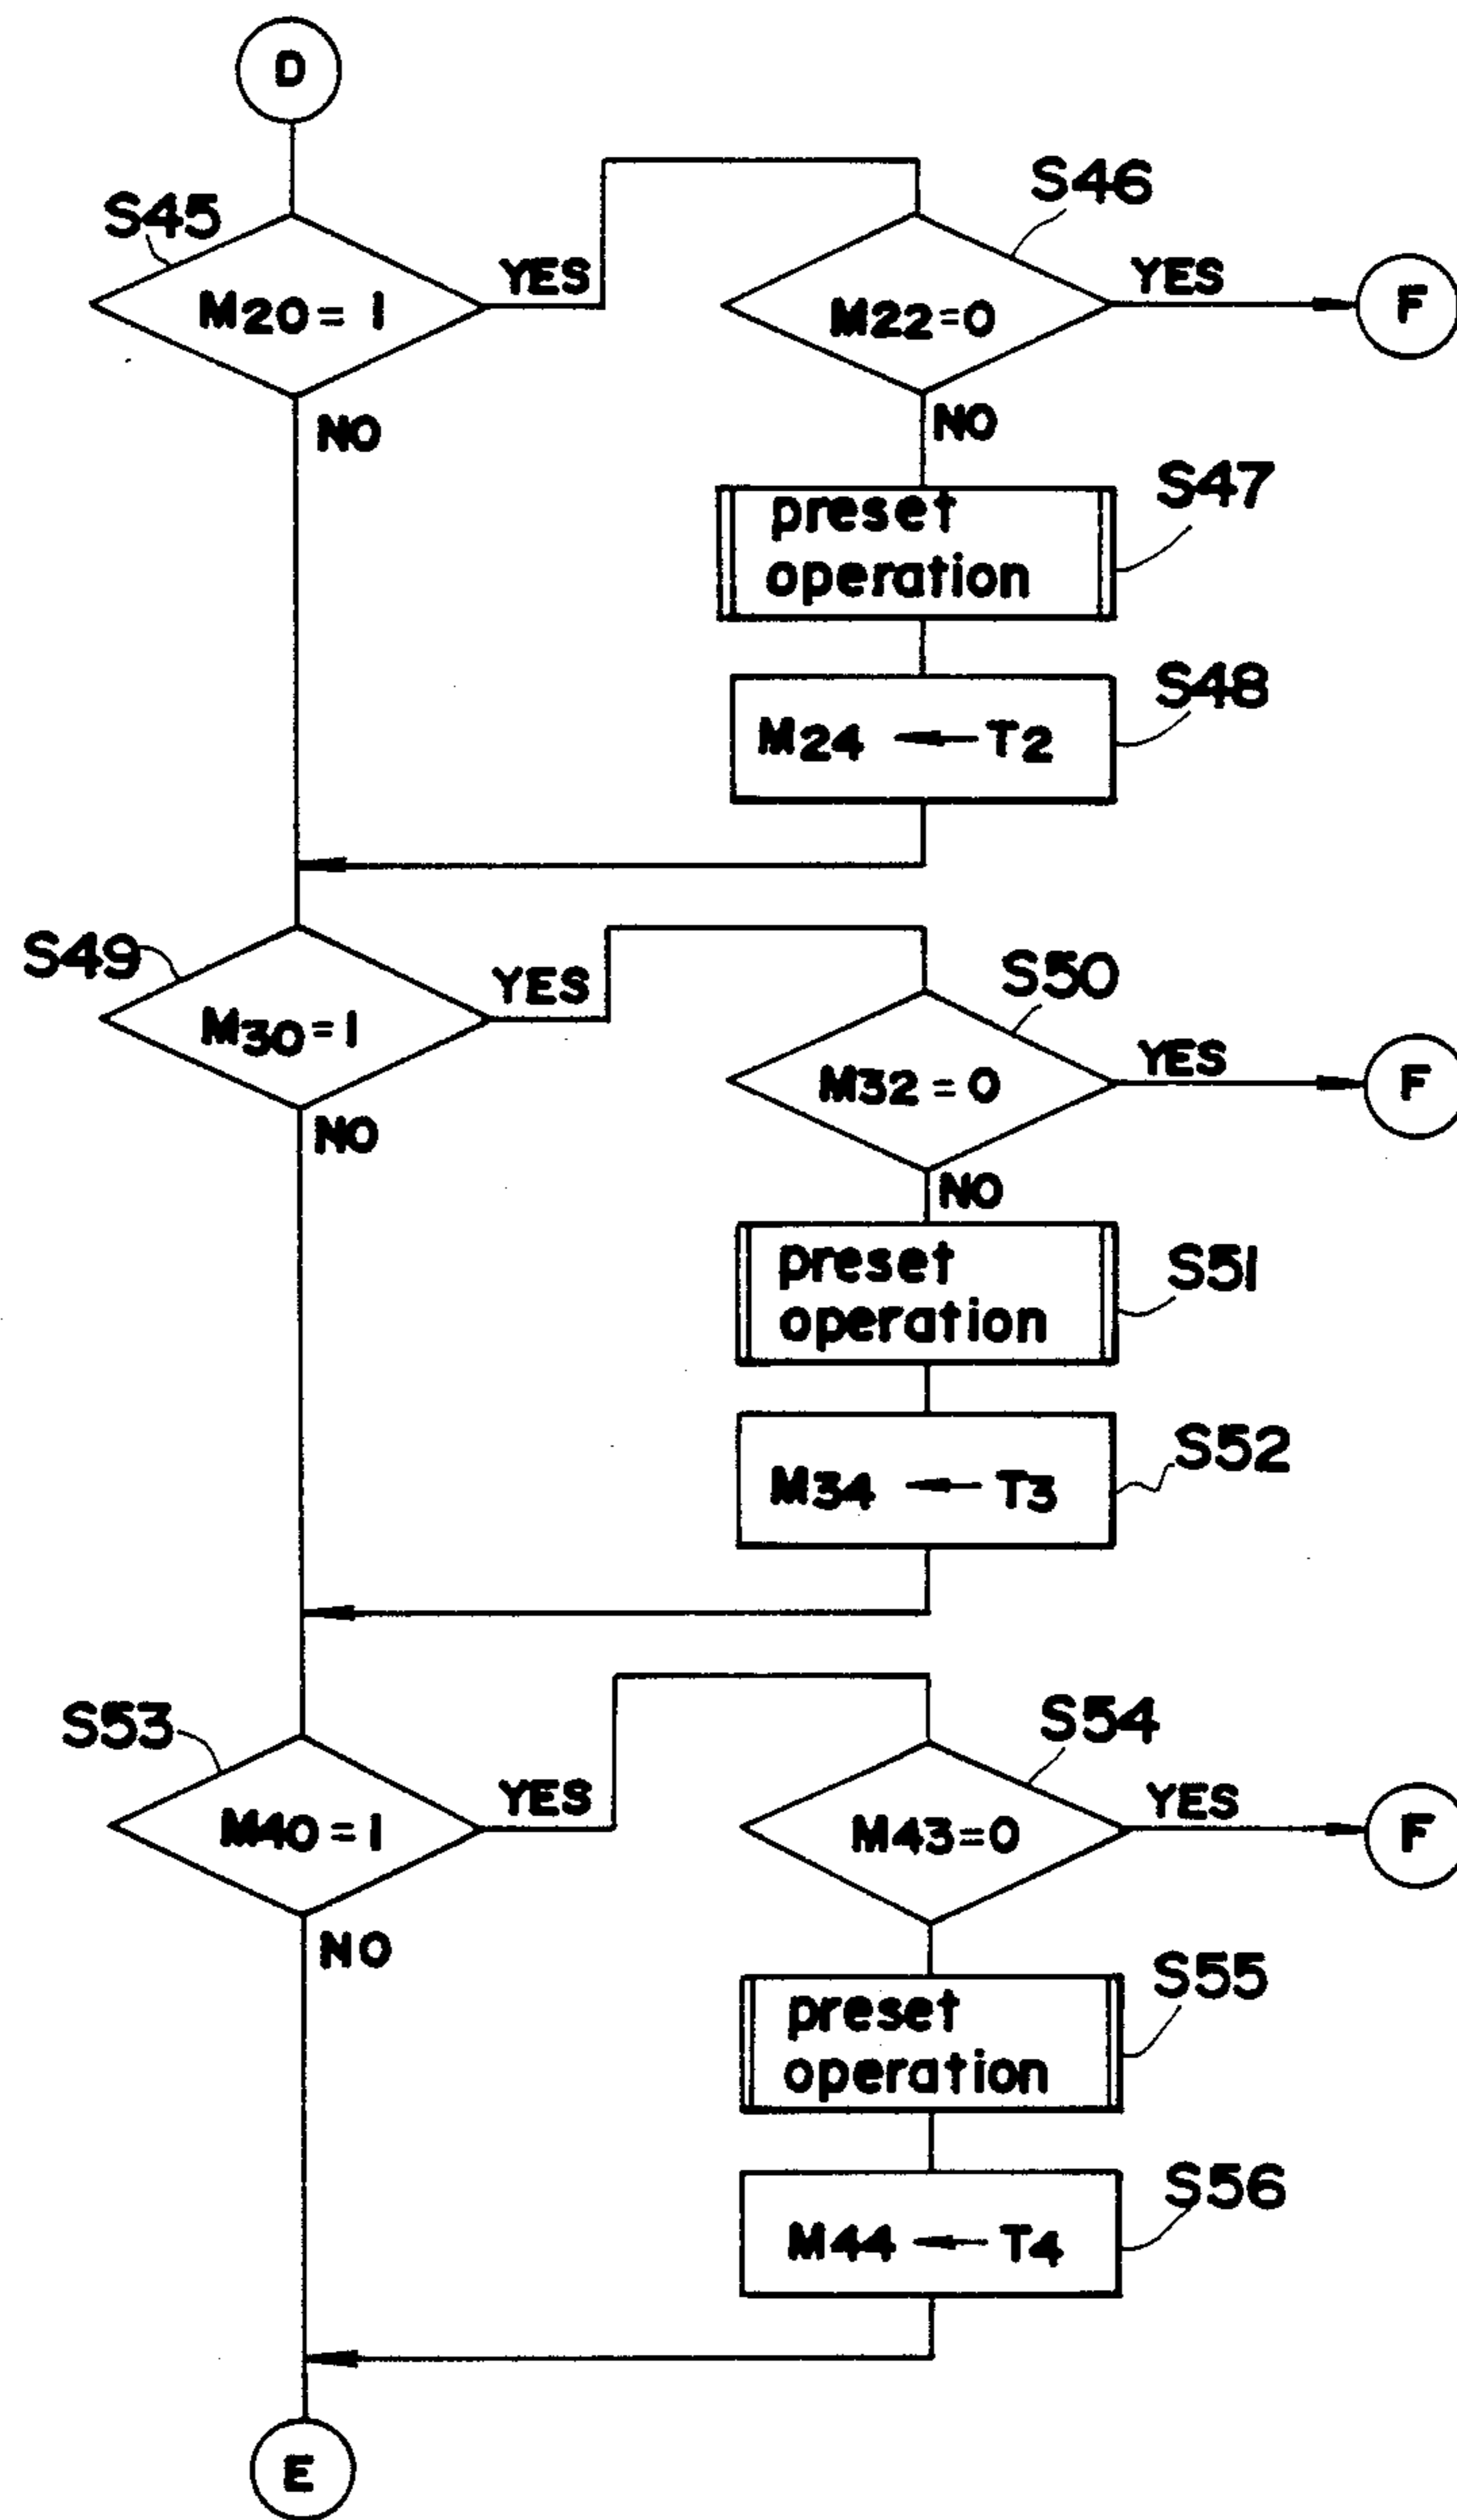 D
S45
M20=1
YES
NO
S46
M22=0
YES
F
NO
S47
preset
operation
S48
M24 ← T2
S49
M30=1
YES
NO
S50
M32=0
YES
F
NO
S51
preset
operation
S52
M34 ← T3
S53
M40=1
YES
NO
S54
M43=0
YES
F
S55
preset
operation
S56
M44 ← T4
E